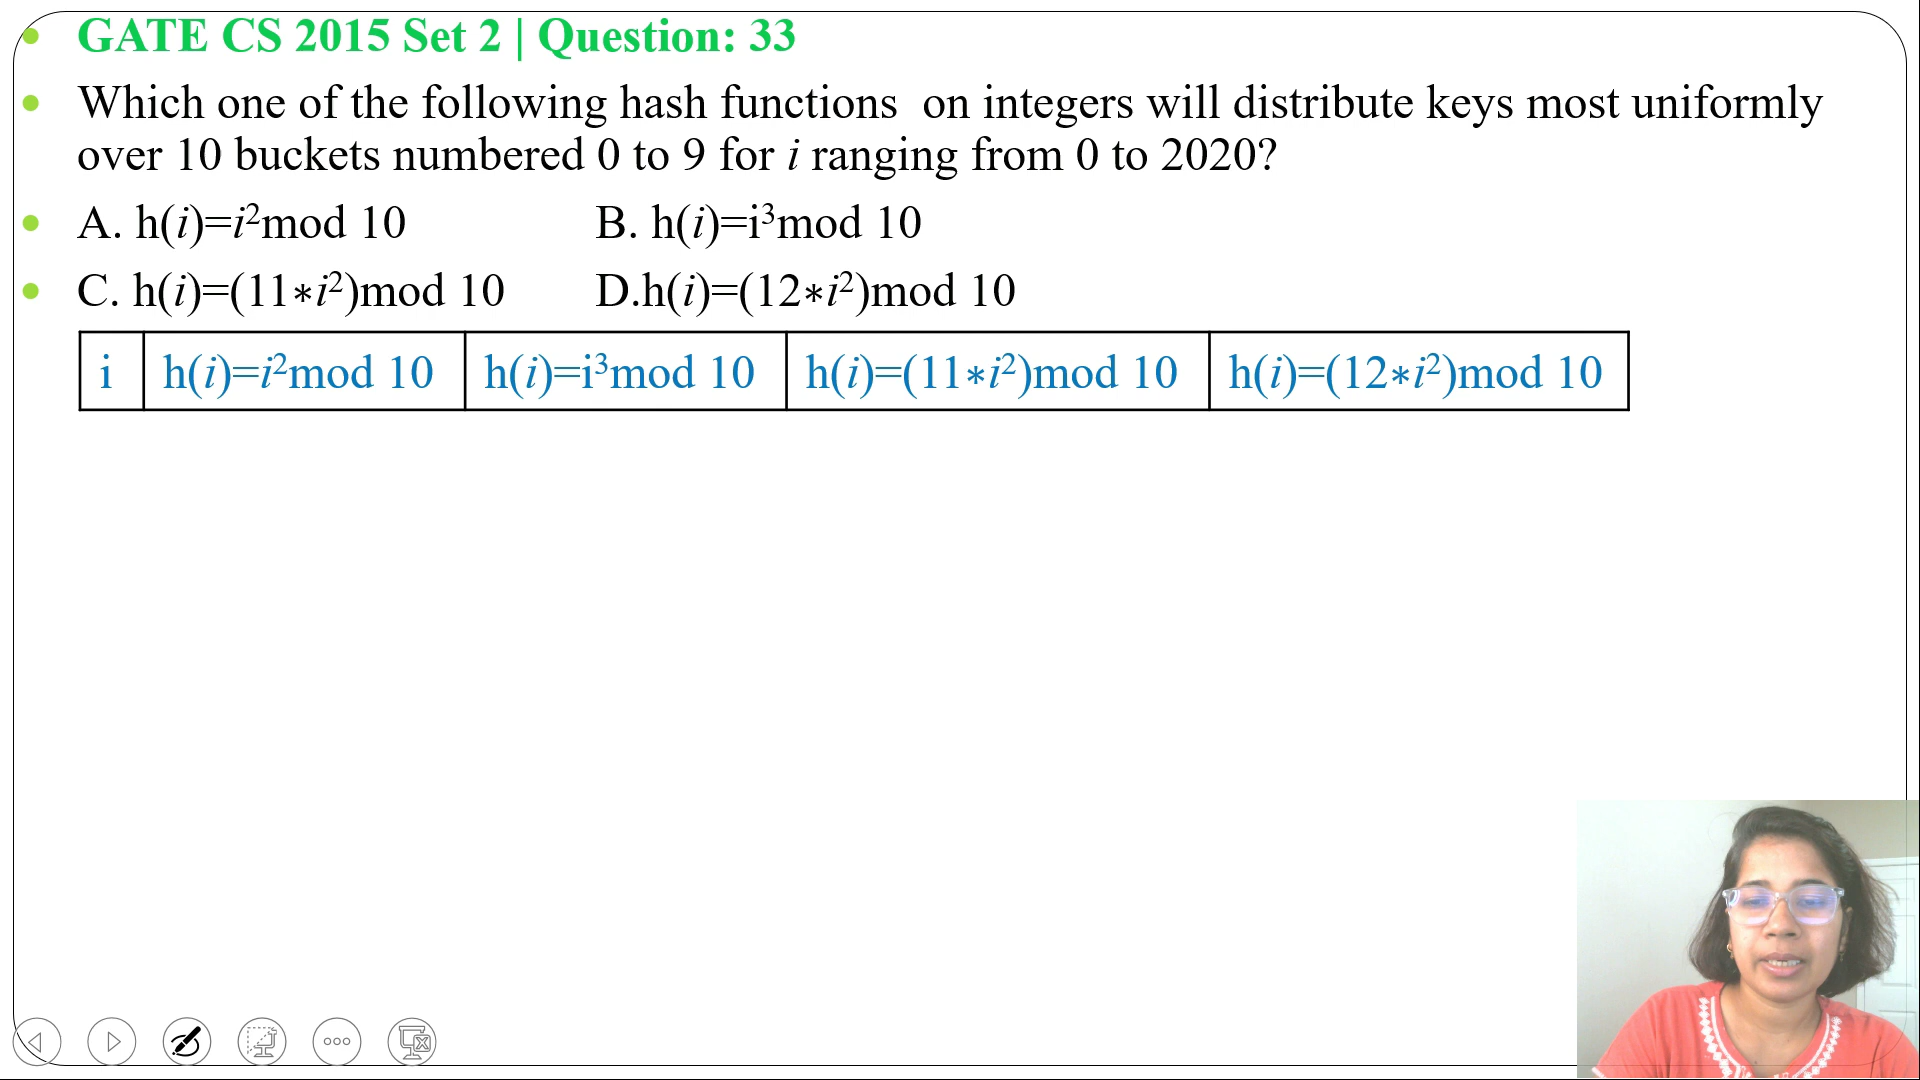 GATE CS 2015 Set 2 | Question: 33
Which one of the following hash functions on integers will distribute keys most uniformly
over 10 buckets numbered 0 to 9 for i ranging from 0 to 2020?
A. h(i)=i²mod 10 B. h(i)=i³mod 10
C. h(i)=(11∗i²)mod 10 D.h(i)=(12∗i²)mod 10
i h(i)=i²mod 10 h(i)=i³mod 10 h(i)=(11∗i²)mod 10 h(i)=(12∗i²)mod 10